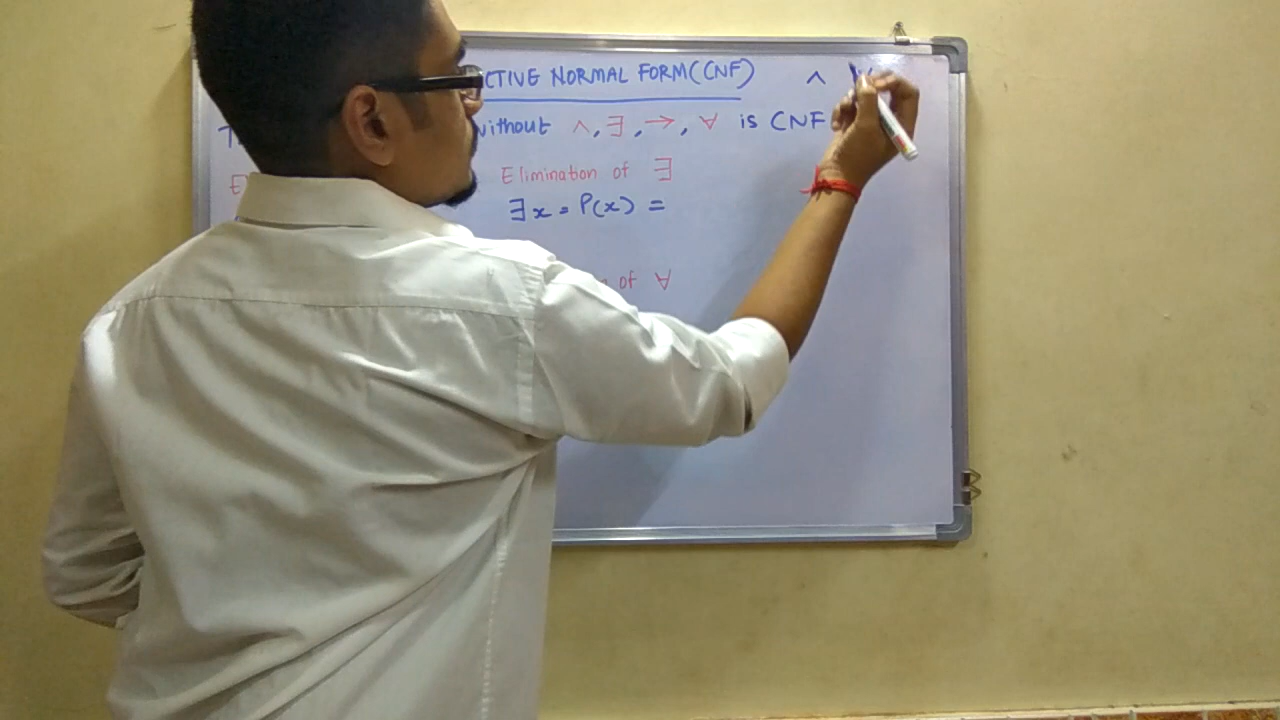 CTIVE NORMAL FORM(CNF) ∧
without ∧, ∃, →, ∀ is CNF
Elimination of ∃
∃x = P(x) =
of ∀